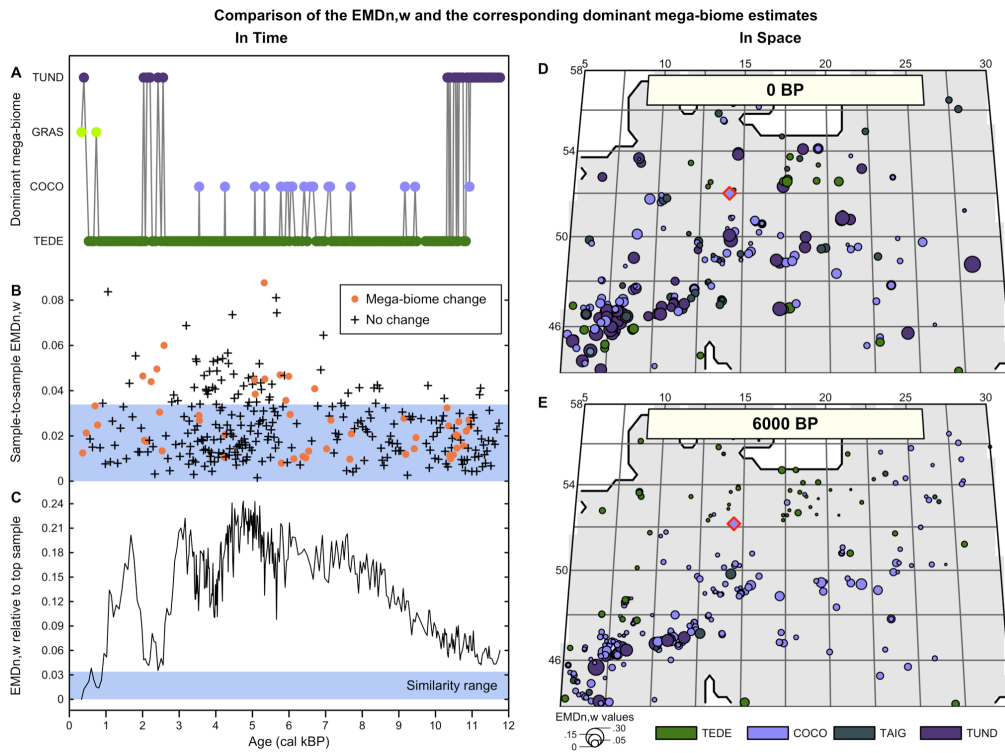 Comparison of the EMDn,w and the corresponding dominant mega-biome estimates
In Time
In Space
A
Dominant mega-biome
TUND
GRAS
COCO
TEDE
B
Sample-to-sample EMDn,w
0.08
0.06
0.04
0.02
0
Mega-biome change
No change
C
EMDn,w relative to top sample
0.24
0.21
0.18
0.15
0.12
0.09
0.06
0.03
0
Similarity range
0 1 2 3 4 5 6 7 8 9 10 11 12
Age (cal kBP)
D
5 10 15 20 25 30
58
54
50
46
0 BP
E
5 10 15 20 25 30
58
54
50
46
6000 BP
EMDn,w values
.15 .30
0 .05
TEDE COCO TAIG TUND